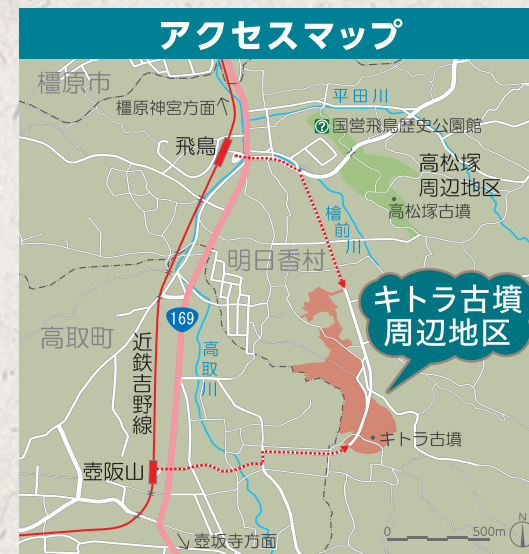 アクセスマップ
橿原市
橿原神宮方面
平田川
国営飛鳥歴史公園館
飛鳥
高松塚
周辺地区
高松塚古墳
檜前川
明日香村
キトラ古墳
周辺地区
169
高取町
近鉄吉野線
高取川
キトラ古墳
壺阪山
壺坂寺方面
0 500m
N